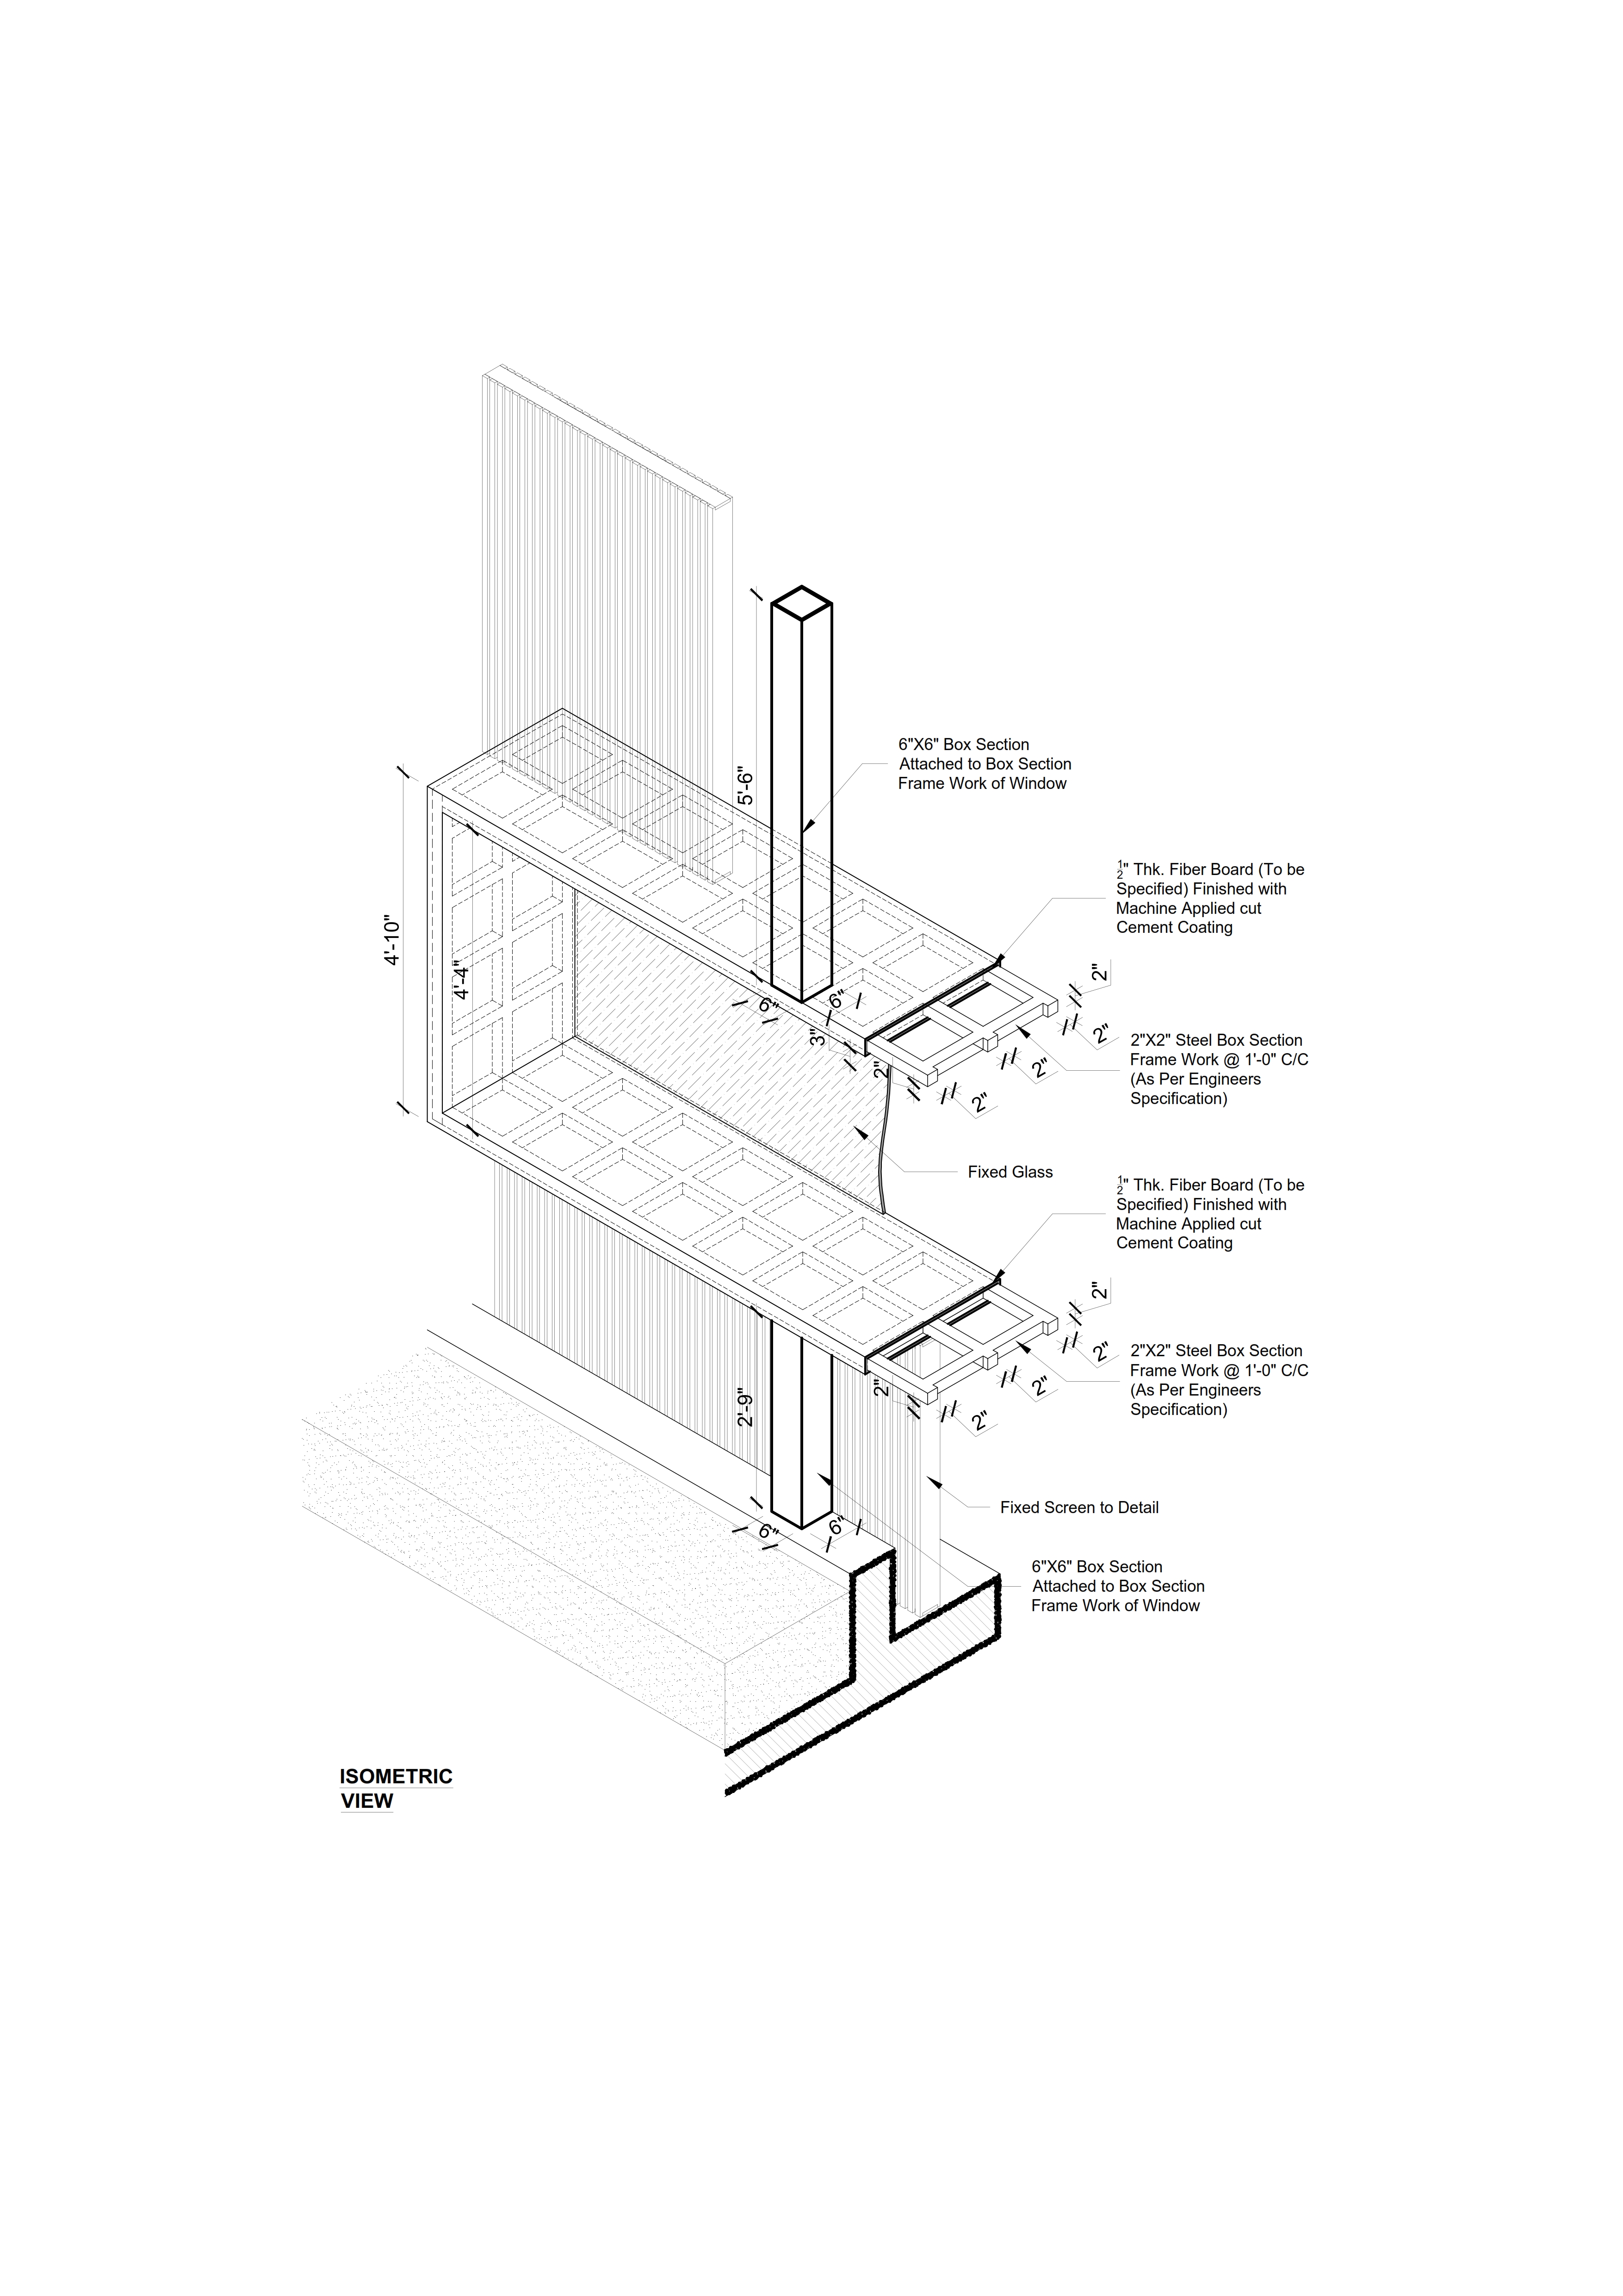 5'-6"
6"X6" Box Section
Attached to Box Section
Frame Work of Window
½" Thk. Fiber Board (To be
Specified) Finished with
Machine Applied cut
Cement Coating
4'-10"
4'-4"
2"
6"
6"
3"
2"
2"
2"
2"
2"X2" Steel Box Section
Frame Work @ 1'-0" C/C
(As Per Engineers
Specification)
Fixed Glass
½" Thk. Fiber Board (To be
Specified) Finished with
Machine Applied cut
Cement Coating
2"
2"
2"
2"
2"
2"X2" Steel Box Section
Frame Work @ 1'-0" C/C
(As Per Engineers
Specification)
2'-9"
6"
6"
Fixed Screen to Detail
6"X6" Box Section
Attached to Box Section
Frame Work of Window
ISOMETRIC
VIEW